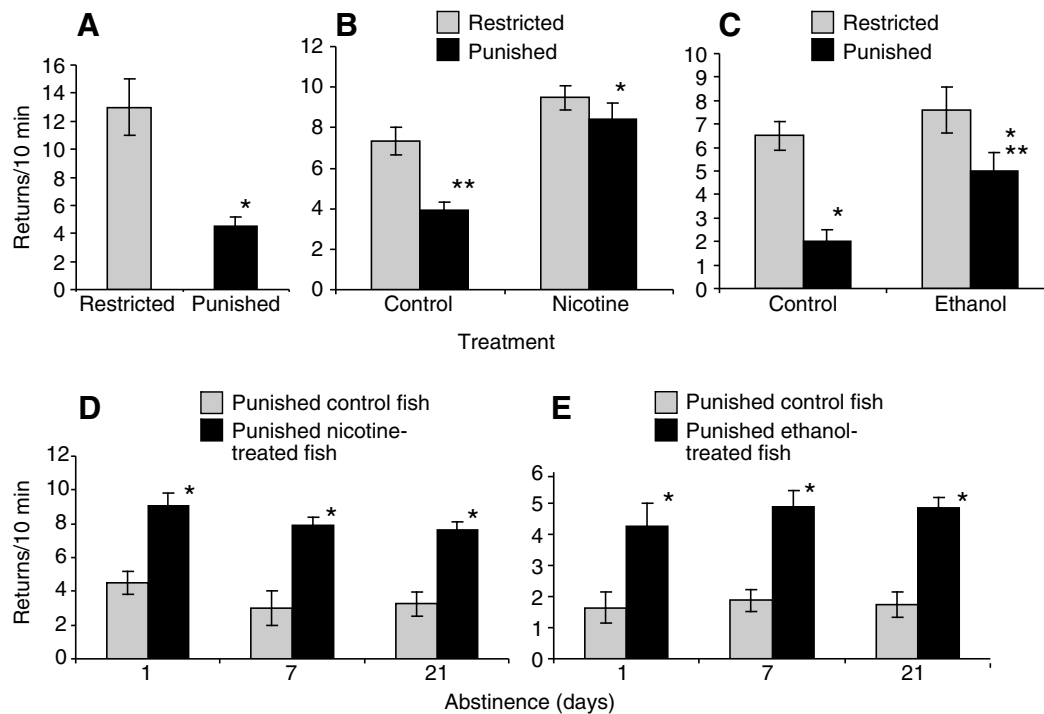 A
Returns/10 min
16
14
12
10
8
6
4
2
0
*
Restricted Punished
B
Restricted
Punished
12
10
8
6
4
2
0
**
*
Control Nicotine
C
Restricted
Punished
10
9
8
7
6
5
4
3
2
1
0
*
*
**
Control Ethanol
Treatment
D
Punished control fish
Punished nicotine-
treated fish
Returns/10 min
12
10
8
6
4
2
0
*
*
*
1 7 21
E
Punished control fish
Punished ethanol-
treated fish
6
5
4
3
2
1
0
*
*
*
1 7 21
Abstinence (days)